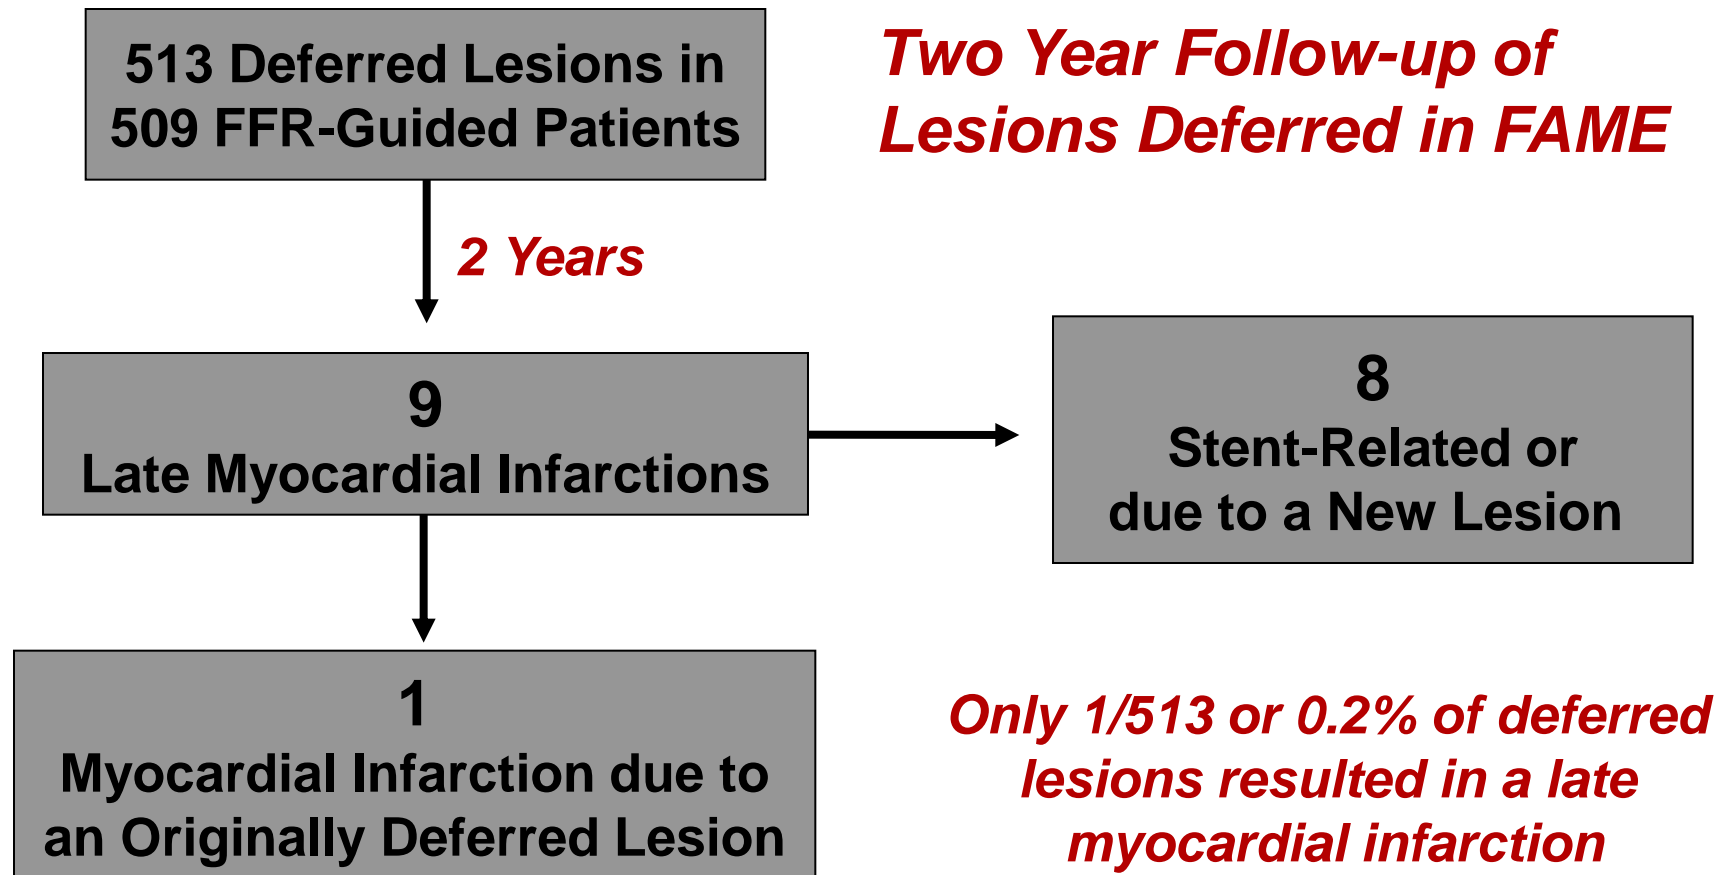 513 Deferred Lesions in
509 FFR-Guided Patients
Two Year Follow-up of
Lesions Deferred in FAME
2 Years
9
Late Myocardial Infarctions
8
Stent-Related or
due to a New Lesion
1
Myocardial Infarction due to
an Originally Deferred Lesion
Only 1/513 or 0.2% of deferred
lesions resulted in a late
myocardial infarction